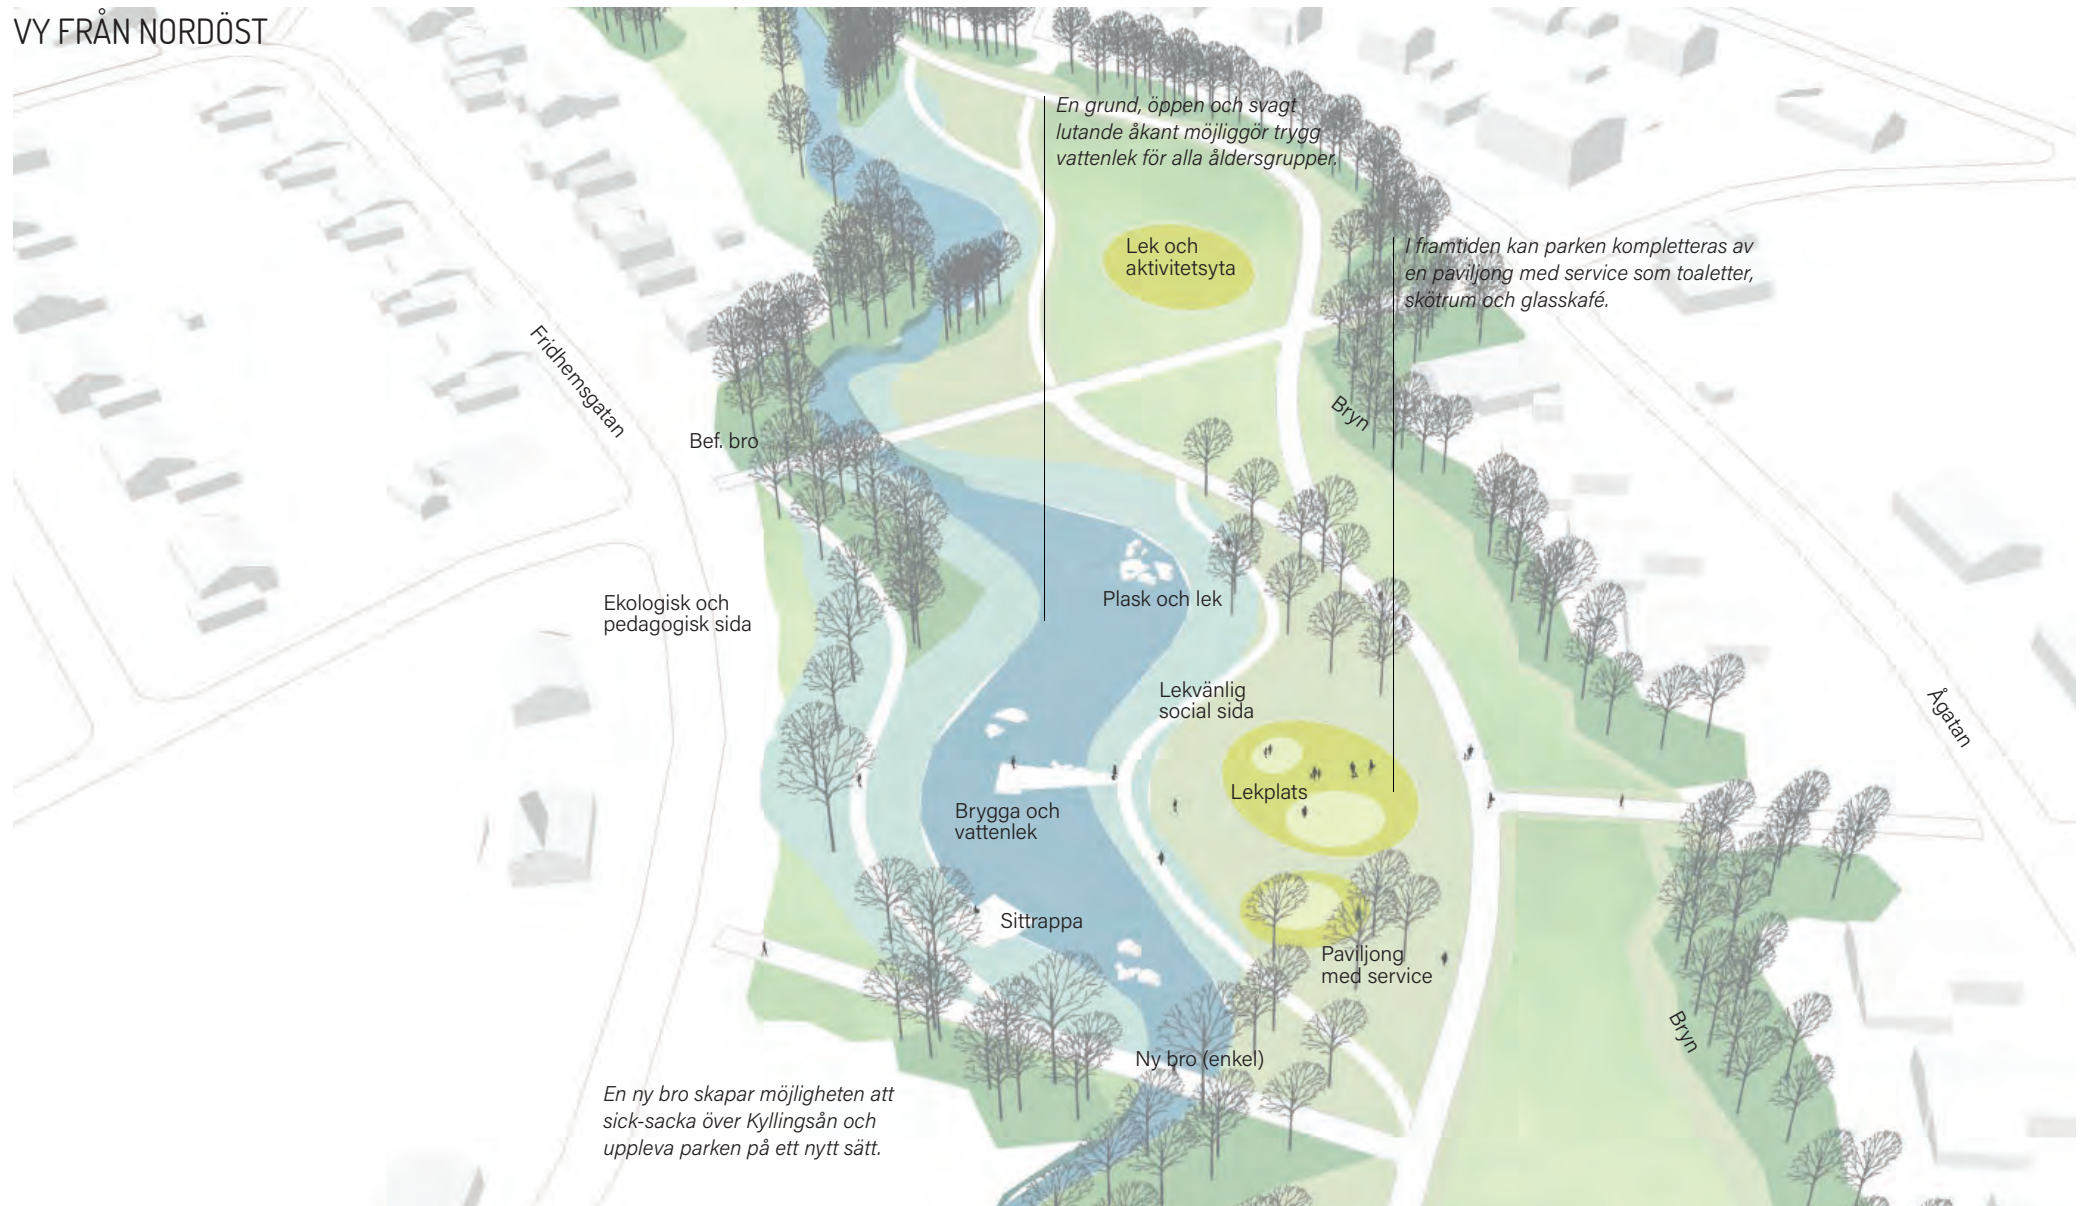 VY FRÅN NORDÖST
En grund, öppen och svagt
lutande åkant möjliggör trygg
vattenlek för alla åldersgrupper.
Lek och
aktivitetsyta
I framtiden kan parken kompletteras av
en paviljong med service som toaletter,
skötrum och glasskafé.
Fridhemsgatan
Bryn
Bef. bro
Plask och lek
Ekologisk och
pedagogisk sida
Lekvänlig
social sida
Ågatan
Lekplats
Brygga och
vattenlek
Sittrappa
Paviljong
med service
Bryn
Ny bro (enkel)
En ny bro skapar möjligheten att
sick-sacka över Kyllingsån och
uppleva parken på ett nytt sätt.